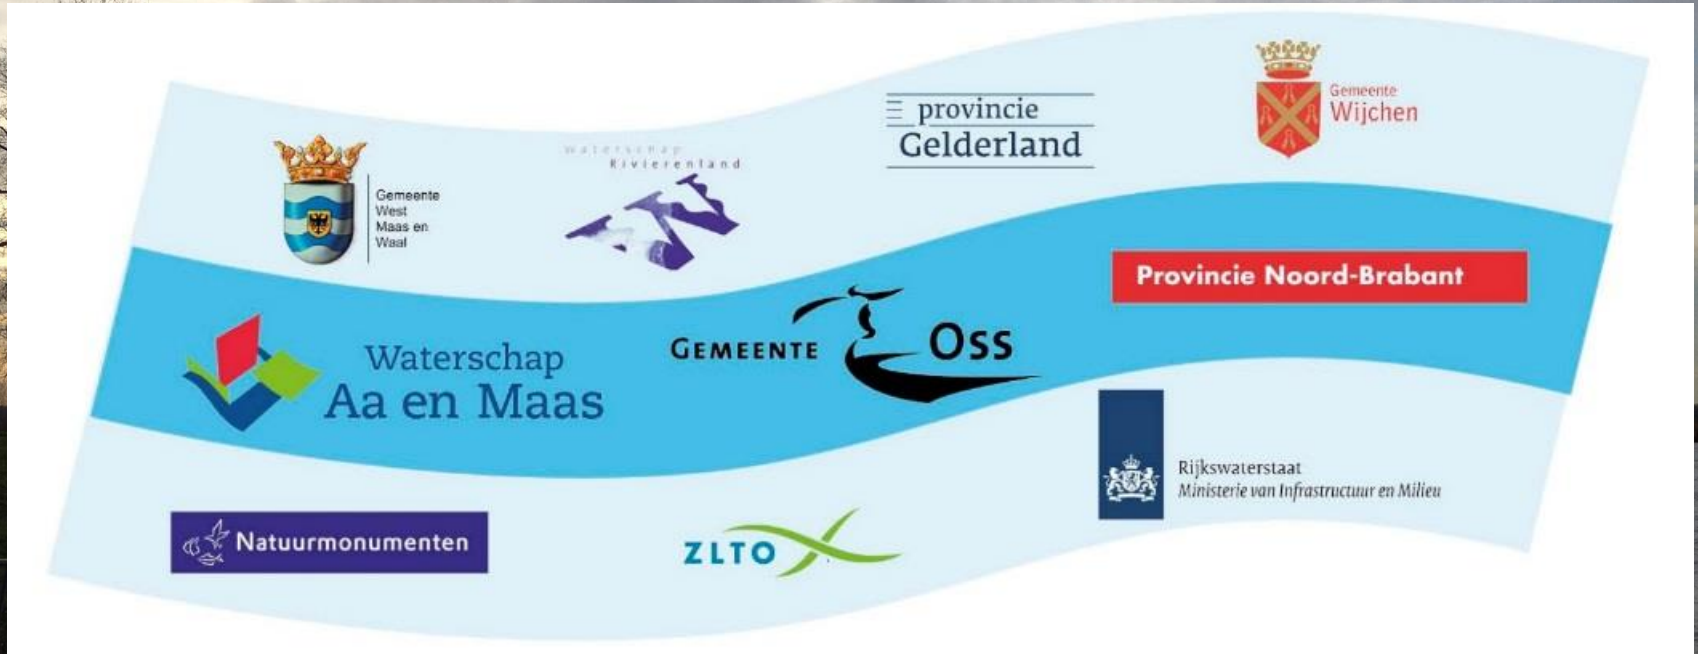 Gemeente
West
Maas en
Waal
Waterschap
Rivierenland
provincie
Gelderland
Gemeente
Wijchen
Waterschap
Aa en Maas
GEMEENTE OSS
Provincie Noord-Brabant
Natuurmonumenten
ZLTO
Rijkswaterstaat
Ministerie van Infrastructuur en Milieu